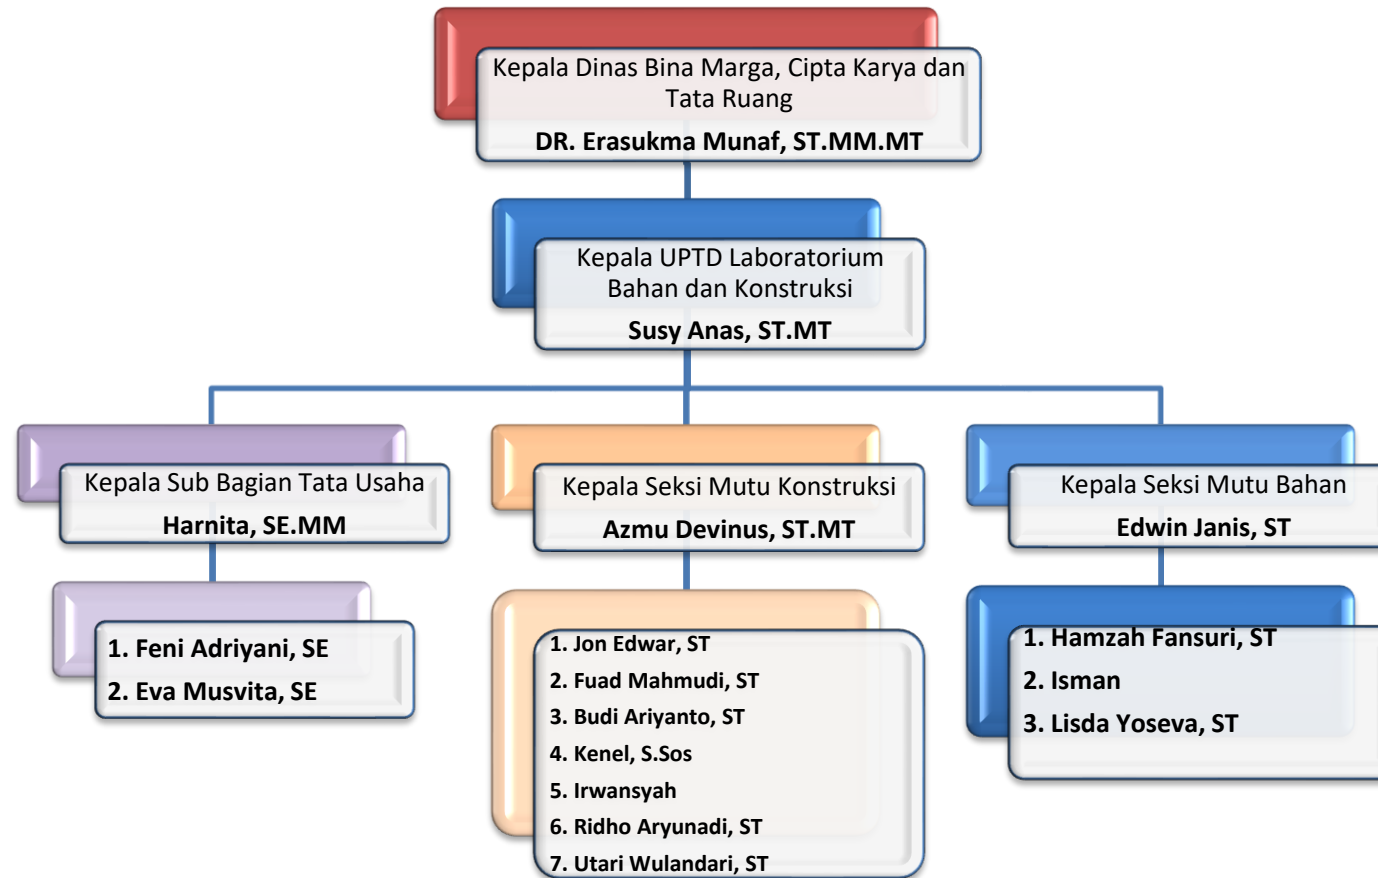 Kepala Dinas Bina Marga, Cipta Karya dan
Tata Ruang
DR. Erasukma Munaf, ST.MM.MT
Kepala UPTD Laboratorium
Bahan dan Konstruksi
Susy Anas, ST.MT
Kepala Sub Bagian Tata Usaha
Harnita, SE.MM
1. Feni Adriyani, SE
2. Eva Musvita, SE
Kepala Seksi Mutu Konstruksi
Azmu Devinus, ST.MT
1. Jon Edwar, ST
2. Fuad Mahmudi, ST
3. Budi Ariyanto, ST
4. Kenel, S.Sos
5. Irwansyah
6. Ridho Aryunadi, ST
7. Utari Wulandari, ST
Kepala Seksi Mutu Bahan
Edwin Janis, ST
1. Hamzah Fansuri, ST
2. Isman
3. Lisda Yoseva, ST